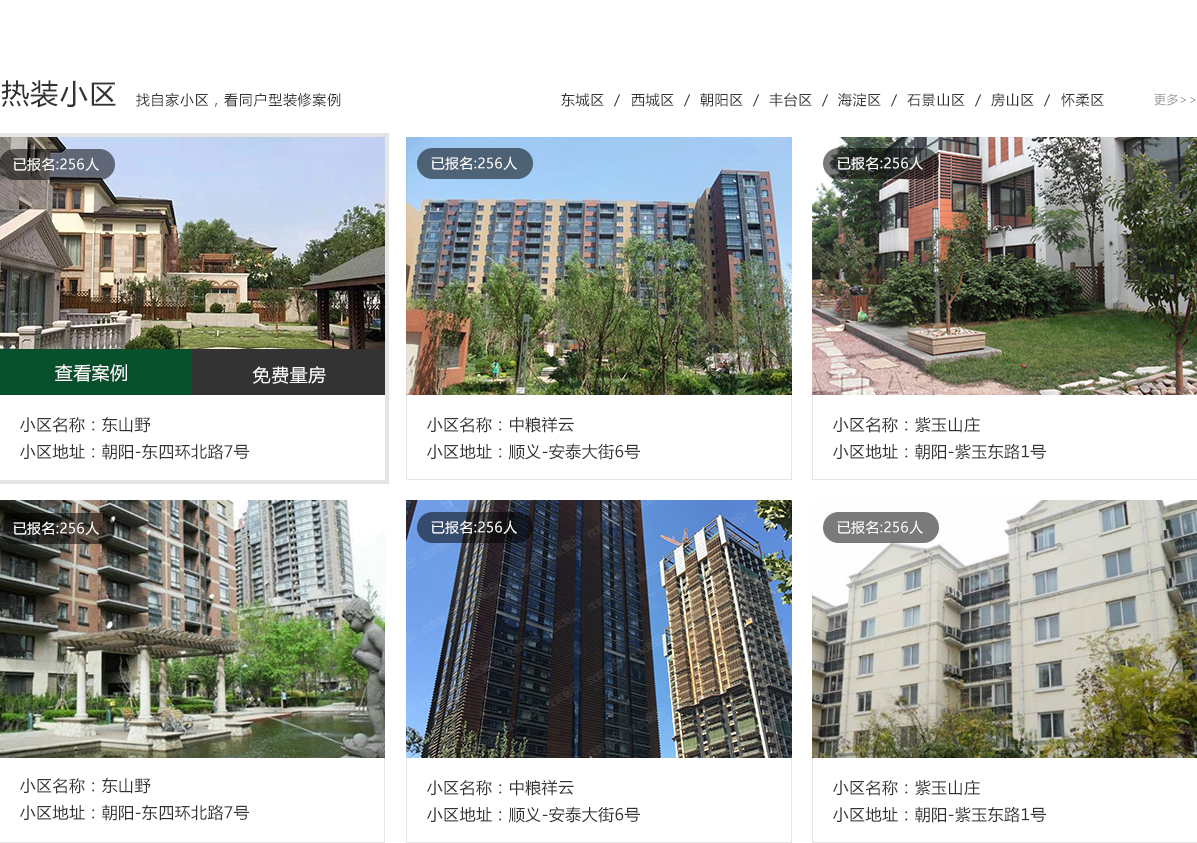 热装小区 找自家小区，看同户型装修案例 东城区 / 西城区 / 朝阳区 / 丰台区 / 海淀区 / 石景山区 / 房山区 / 怀柔区 更多>>
已报名:256人 已报名:256人 已报名:256人
查看案例 免费量房
小区名称：东山野 小区名称：中粮祥云 小区名称：紫玉山庄
小区地址：朝阳-东四环北路7号 小区地址：顺义-安泰大街6号 小区地址：朝阳-紫玉东路1号
已报名:256人 已报名:256人 已报名:256人
小区名称：东山野 小区名称：中粮祥云 小区名称：紫玉山庄
小区地址：朝阳-东四环北路7号 小区地址：顺义-安泰大街6号 小区地址：朝阳-紫玉东路1号